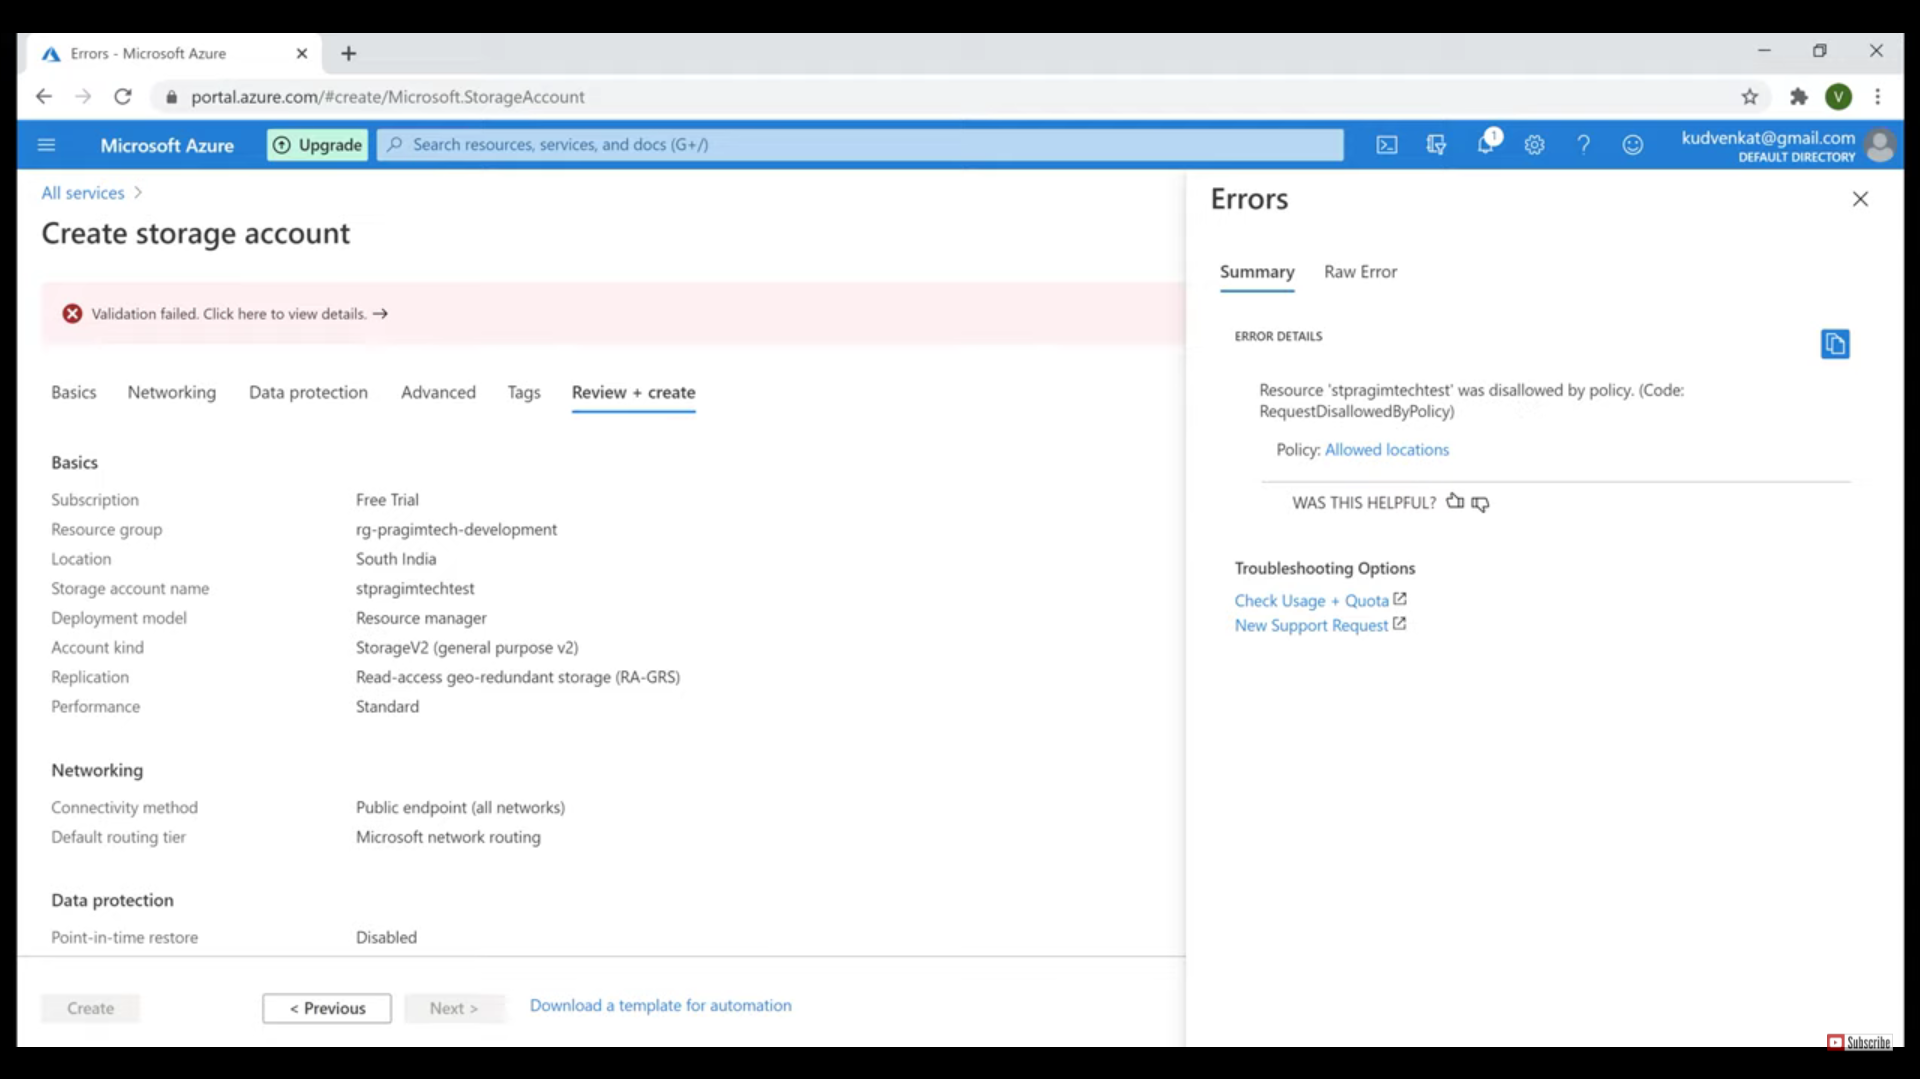 Errors - Microsoft Azure
portal.azure.com/#create/Microsoft.StorageAccount
V
Microsoft Azure
Upgrade
Search resources, services, and docs (G+/)
1
kudvenkat@gmail.com
DEFAULT DIRECTORY
All services >
Create storage account
Validation failed. Click here to view details. →
Basics Networking Data protection Advanced Tags Review + create
Basics
Subscription Free Trial
Resource group rg-pragimtech-development
Location South India
Storage account name stpragimtechtest
Deployment model Resource manager
Account kind StorageV2 (general purpose v2)
Replication Read-access geo-redundant storage (RA-GRS)
Performance Standard
Networking
Connectivity method Public endpoint (all networks)
Default routing tier Microsoft network routing
Data protection
Point-in-time restore Disabled
Create < Previous Next > Download a template for automation
Errors
Summary Raw Error
ERROR DETAILS
Resource 'stpragimtechtest' was disallowed by policy. (Code:
RequestDisallowedByPolicy)
Policy: Allowed locations
WAS THIS HELPFUL?
Troubleshooting Options
Check Usage + Quota
New Support Request
Subscribe